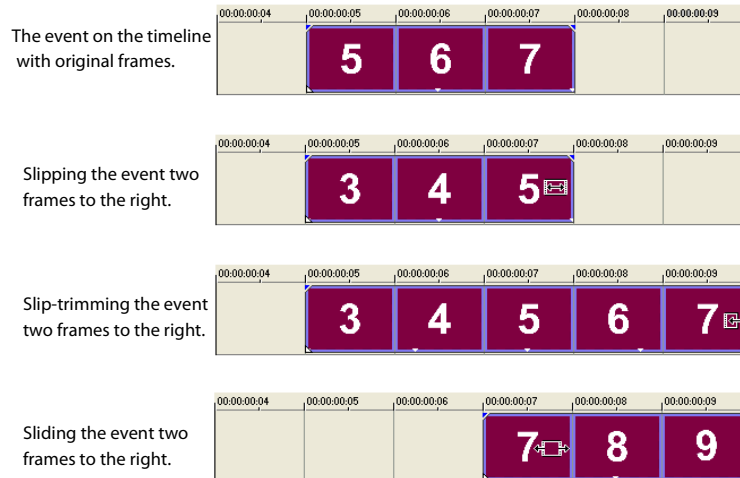 00:00:00:04 00:00:00:05 00:00:00:06 00:00:00:07 00:00:00:08 00:00:00:09
The event on the timeline
with original frames.
5 6 7
00:00:00:04 00:00:00:05 00:00:00:06 00:00:00:07 00:00:00:08 00:00:00:09
Slipping the event two
frames to the right.
3 4 5
00:00:00:04 00:00:00:05 00:00:00:06 00:00:00:07 00:00:00:08 00:00:00:09
Slip-trimming the event
two frames to the right.
3 4 5 6 7
00:00:00:04 00:00:00:05 00:00:00:06 00:00:00:07 00:00:00:08 00:00:00:09
Sliding the event two
frames to the right.
7 8 9